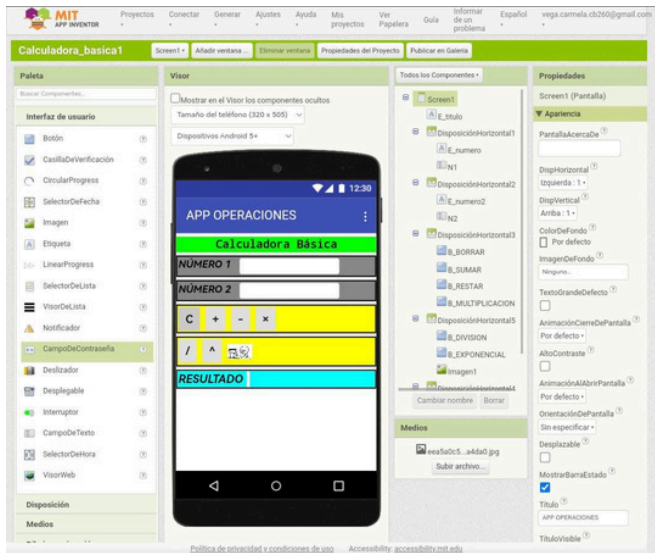 MIT
APP INVENTOR
Proyectos
Conectar
Generar
Ajustes
Ayuda
Mis proyectos
Ver Papelera
Guía
Informar de un problema
Español
vega.carmela.cb260@gmail.com
Calculadora_basica1
Screen1
Añadir ventana ...
Eliminar ventana
Propiedades del Proyecto
Publicar en Galería
Paleta
Buscar Componentes...
Interfaz de usuario
Botón
CasillaDeVerificación
CircularProgress
SelectorDeFecha
Imagen
Etiqueta
LinearProgress
SelectorDeLista
VisorDeLista
Notificador
CampoDeContraseña
Deslizador
Desplegable
Interruptor
CampoDeTexto
SelectorDeHora
VisorWeb
Disposición
Medios
Visor
Mostrar en el Visor los componentes ocultos
Tamaño del teléfono (320 x 505)
Dispositivos Android 5+
12:30
APP OPERACIONES
Calculadora Básica
NÚMERO 1
NÚMERO 2
C + - ×
/ ^
RESULTADO
Todos los Componentes
Screen1
E_titulo
DisposiciónHorizontal1
E_numero
N1
DisposiciónHorizontal2
E_numero2
N2
DisposiciónHorizontal3
B_BORRAR
B_SUMAR
B_RESTAR
B_MULTIPLICACION
DisposiciónHorizontal5
B_DIVISION
B_EXPONENCIAL
Imagen1
DisposiciónHorizontal4
Cambiar nombre
Borrar
Medios
eea5a0c5...a4da0.jpg
Subir archivo...
Propiedades
Screen1 (Pantalla)
Apariencia
PantallaAcercaDe
DispHorizontal
Izquierda : 1
DispVertical
Arriba : 1
ColorDeFondo
Por defecto
ImagenDeFondo
Ninguno...
TextoGrandeDefecto
AnimaciónCierreDePantalla
Por defecto
AltoContraste
AnimaciónAlAbrirPantalla
Por defecto
OrientaciónDePantalla
Sin especificar
Desplazable
MostrarBarraEstado
Título
APP OPERACIONES
TítuloVisible
Política de privacidad y condiciones de uso
Accessibility: accessibility.mit.edu